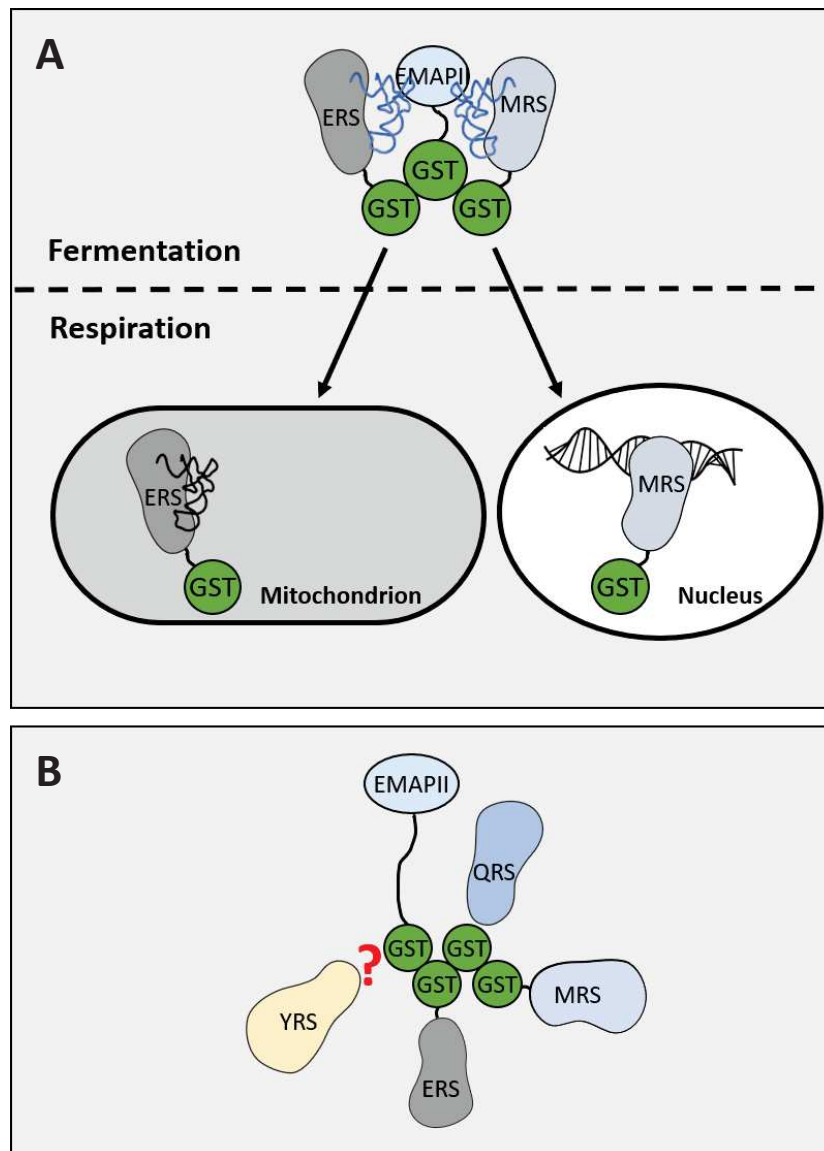 A
EMAPI
ERS
MRS
GST
GST
GST
Fermentation
Respiration
ERS
MRS
GST
GST
Mitochondrion
Nucleus
B
EMAPII
QRS
GST
GST
?
GST
GST
MRS
YRS
ERS